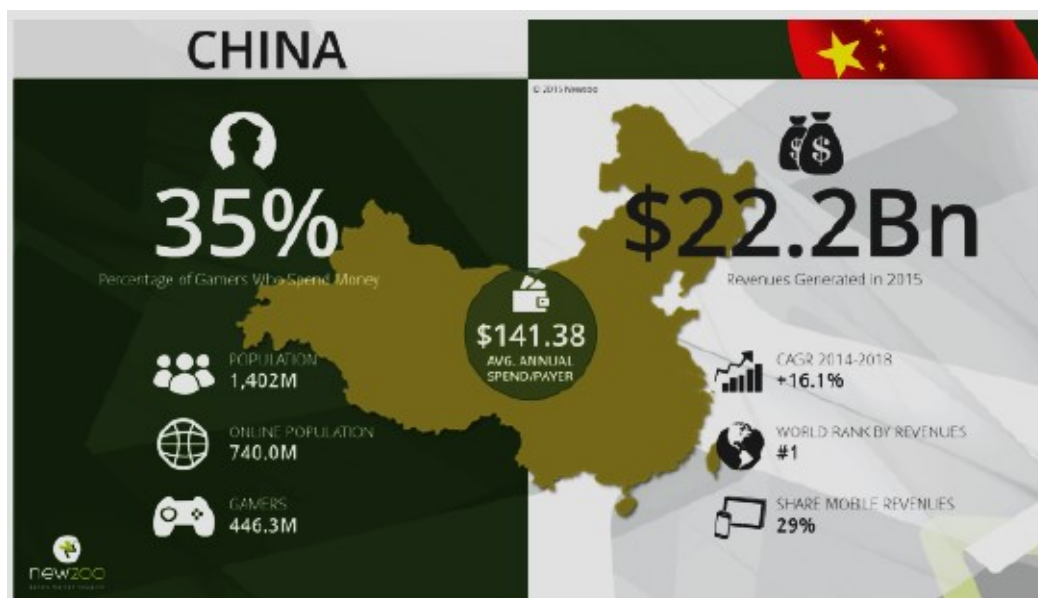 CHINA
© 2015 Newzoo
35%
Percentage of Gamers Who Spend Money
$22.2Bn
Revenues Generated in 2015
$141.38
AVG. ANNUAL
SPEND/PAYER
POPULATION
1,402M
ONLINE POPULATION
740.0M
GAMERS
446.3M
CAGR 2014-2018
+16.1%
WORLD RANK BY REVENUES
#1
SHARE MOBILE REVENUES
29%
newzoo